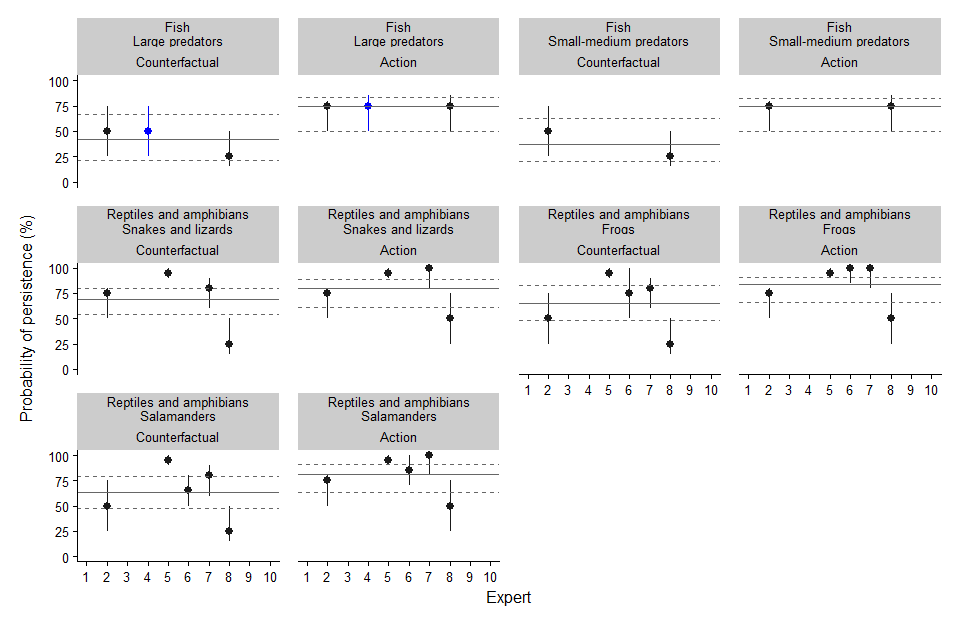 Fish Fish Fish Fish
Large predators Large predators Small-medium predators Small-medium predators
Counterfactual Action Counterfactual Action
100
75
50
25
0
Probability of persistence (%)
Reptiles and amphibians Reptiles and amphibians Reptiles and amphibians Reptiles and amphibians
Snakes and lizards Snakes and lizards Frogs Frogs
Counterfactual Action Counterfactual Action
100
75
50
25
0
1 2 3 4 5 6 7 8 9 10 1 2 3 4 5 6 7 8 9 10
Reptiles and amphibians Reptiles and amphibians
Salamanders Salamanders
Counterfactual Action
100
75
50
25
0
1 2 3 4 5 6 7 8 9 10 1 2 3 4 5 6 7 8 9 10
Expert